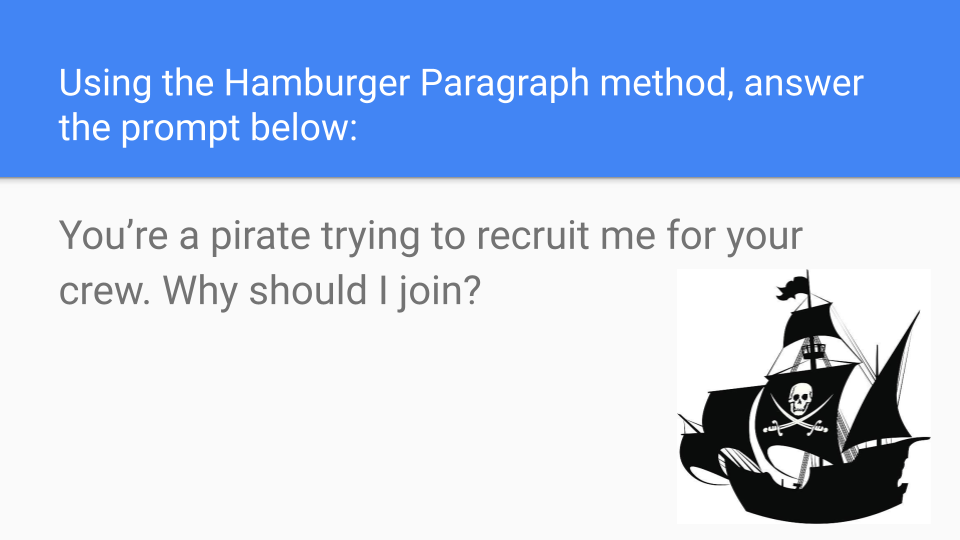 Using the Hamburger Paragraph method, answer
the prompt below:
You’re a pirate trying to recruit me for your
crew. Why should I join?